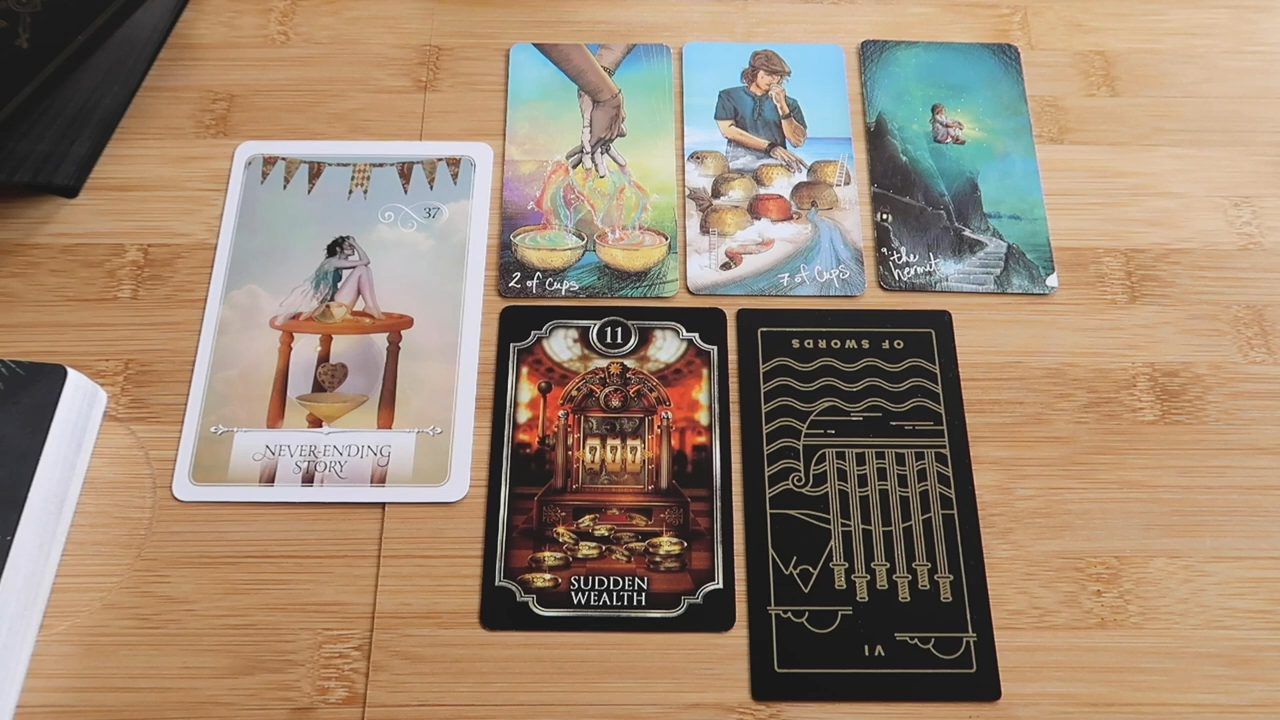 37
NEVER-ENDING
STORY
2 of Cups
7 of Cups
9 the
hermit
11
777
SUDDEN
WEALTH
OF SWORDS
VI